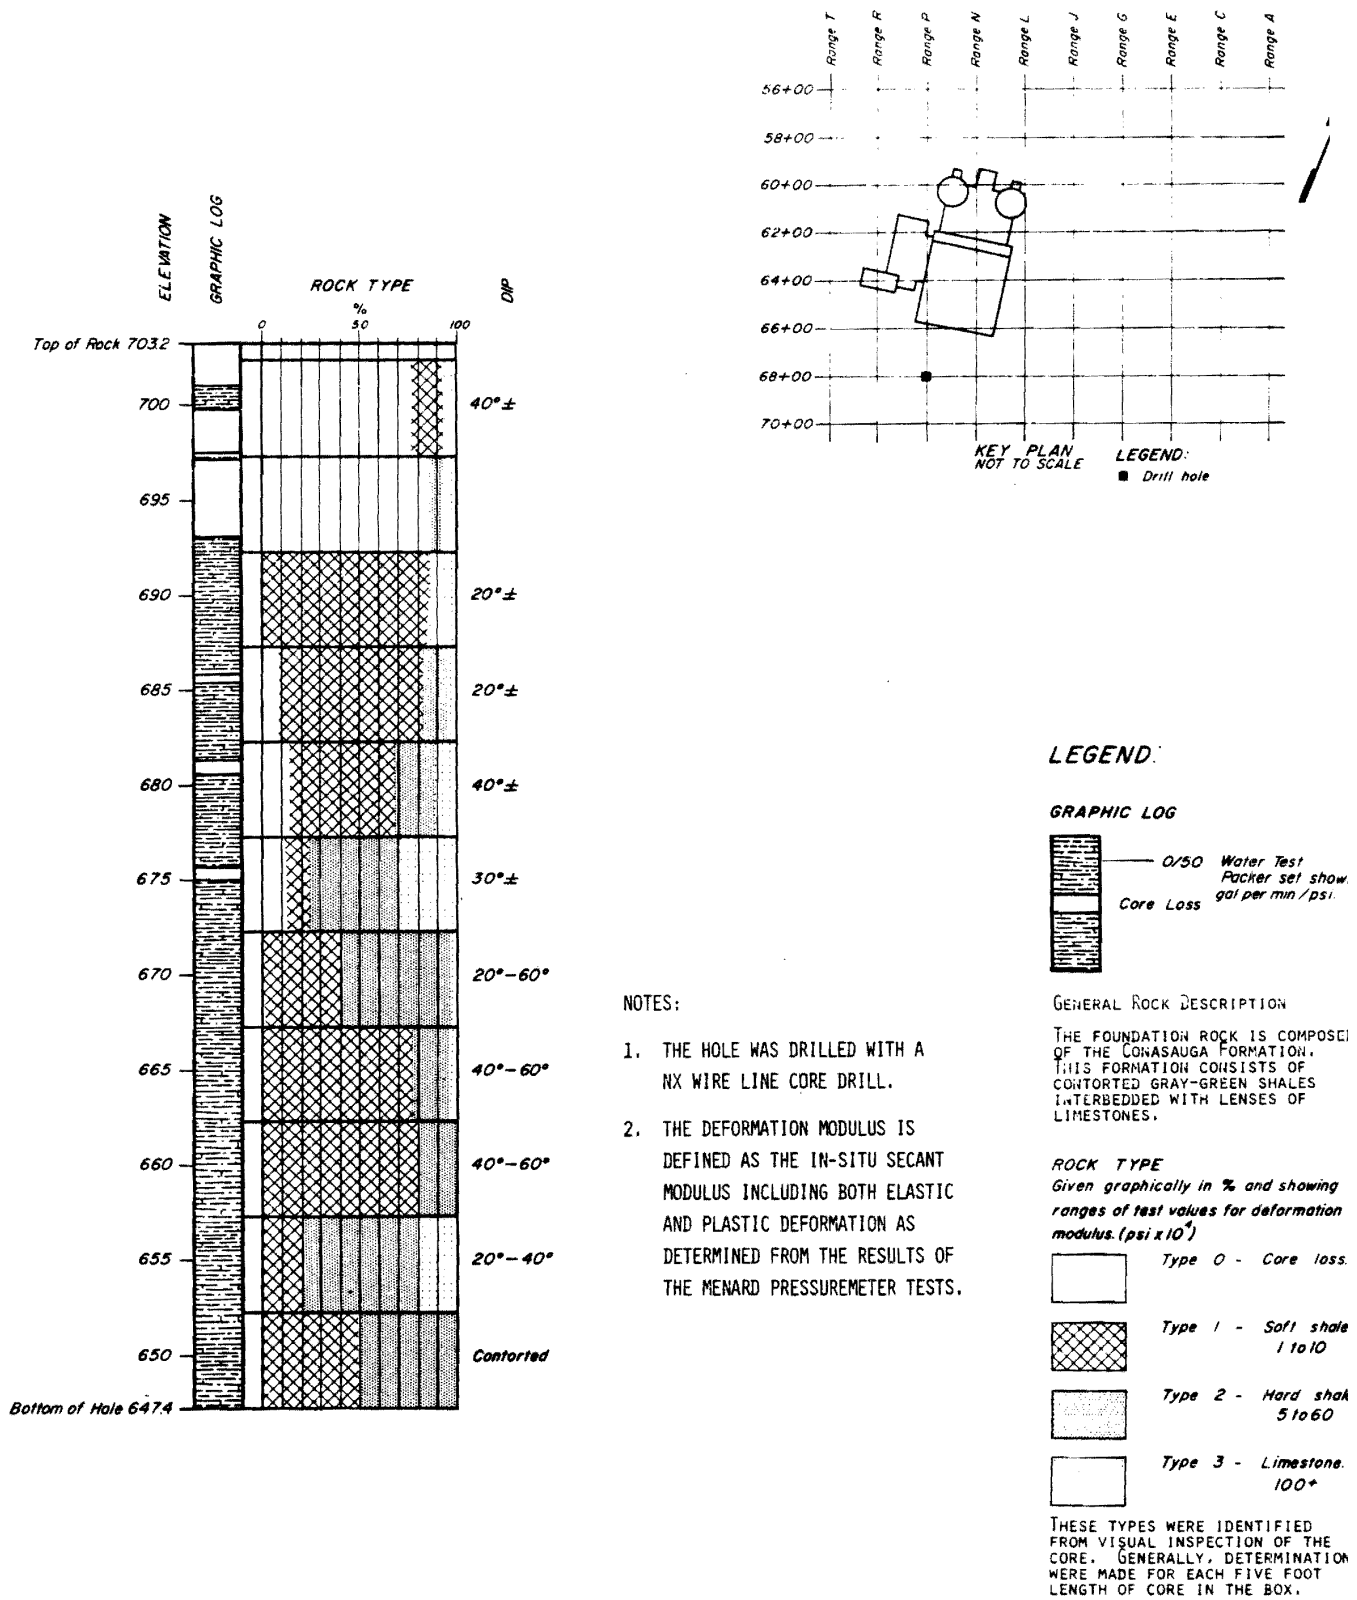 Range T
Range R
Range P
Range N
Range L
Range J
Range G
Range E
Range C
Range A
56+00
58+00
60+00
62+00
64+00
66+00
68+00
70+00
KEY PLAN
NOT TO SCALE
LEGEND:
Drill hole
ELEVATION
GRAPHIC LOG
ROCK TYPE
%
0 50 100
DIP
Top of Rock 703.2
700 40°±
695
690 20°±
685 20°±
680 40°±
675 30°±
670 20°-60°
665 40°-60°
660 40°-60°
655 20°-40°
650 Contorted
Bottom of Hole 647.4
NOTES:
1. THE HOLE WAS DRILLED WITH A
NX WIRE LINE CORE DRILL.
2. THE DEFORMATION MODULUS IS
DEFINED AS THE IN-SITU SECANT
MODULUS INCLUDING BOTH ELASTIC
AND PLASTIC DEFORMATION AS
DETERMINED FROM THE RESULTS OF
THE MENARD PRESSUREMETER TESTS.
LEGEND:
GRAPHIC LOG
0/50 Water Test
Packer set show
gal per min/psi.
Core Loss
GENERAL ROCK DESCRIPTION
THE FOUNDATION ROCK IS COMPOSED
OF THE CONASAUGA FORMATION.
THIS FORMATION CONSISTS OF
CONTORTED GRAY-GREEN SHALES
INTERBEDDED WITH LENSES OF
LIMESTONES.
ROCK TYPE
Given graphically in % and showing
ranges of test values for deformation
modulus. (psi x 10⁴)
Type 0 - Core loss.
Type 1 - Soft shale
1 to 10
Type 2 - Hard shal
5 to 60
Type 3 - Limestone.
100+
THESE TYPES WERE IDENTIFIED
FROM VISUAL INSPECTION OF THE
CORE. GENERALLY, DETERMINATION
WERE MADE FOR EACH FIVE FOOT
LENGTH OF CORE IN THE BOX.